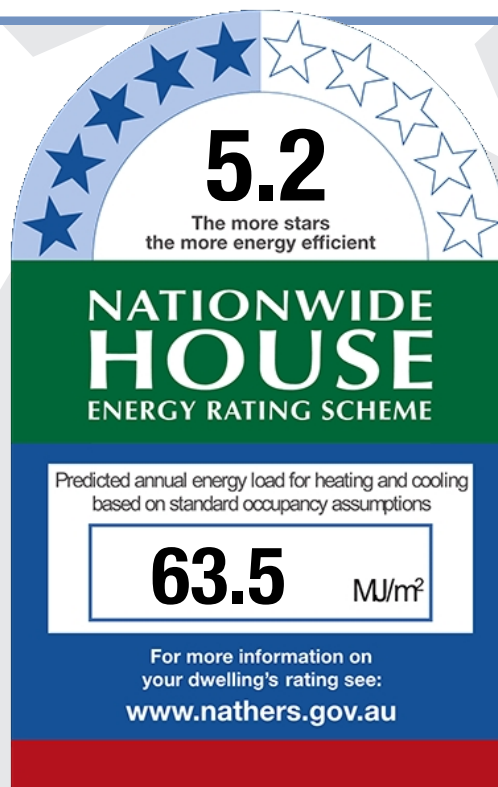 5.2
The more stars
the more energy efficient
NATIONWIDE
HOUSE
ENERGY RATING SCHEME
Predicted annual energy load for heating and cooling
based on standard occupancy assumptions
63.5 MJ/m²
For more information on
your dwelling's rating see:
www.nathers.gov.au